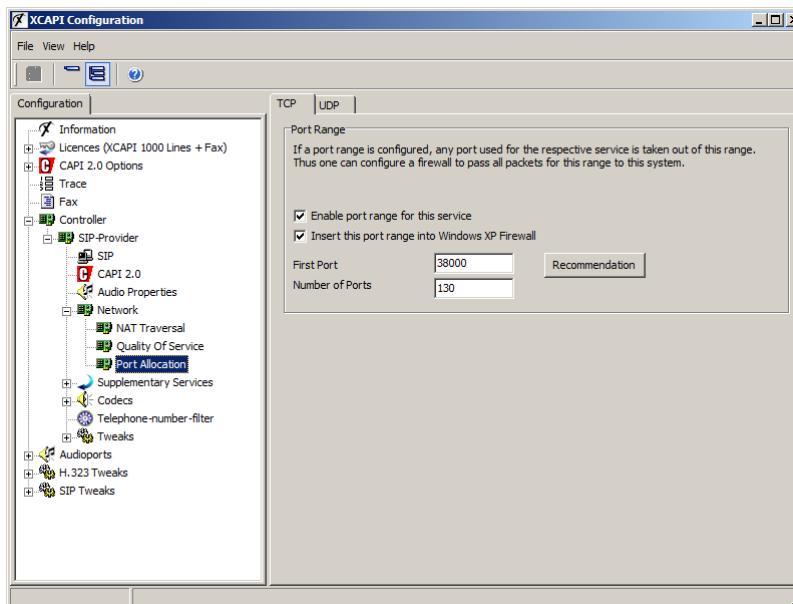 XCAPI Configuration
File View Help
Configuration
Information
Licences (XCAPI 1000 Lines + Fax)
CAPI 2.0 Options
Trace
Fax
Controller
SIP-Provider
SIP
CAPI 2.0
Audio Properties
Network
NAT Traversal
Quality Of Service
Port Allocation
Supplementary Services
Codecs
Telephone-number-filter
Tweaks
Audioports
H.323 Tweaks
SIP Tweaks
TCP UDP
Port Range
If a port range is configured, any port used for the respective service is taken out of this range.
Thus one can configure a firewall to pass all packets for this range to this system.
Enable port range for this service
Insert this port range into Windows XP Firewall
First Port 38000 Recommendation
Number of Ports 130